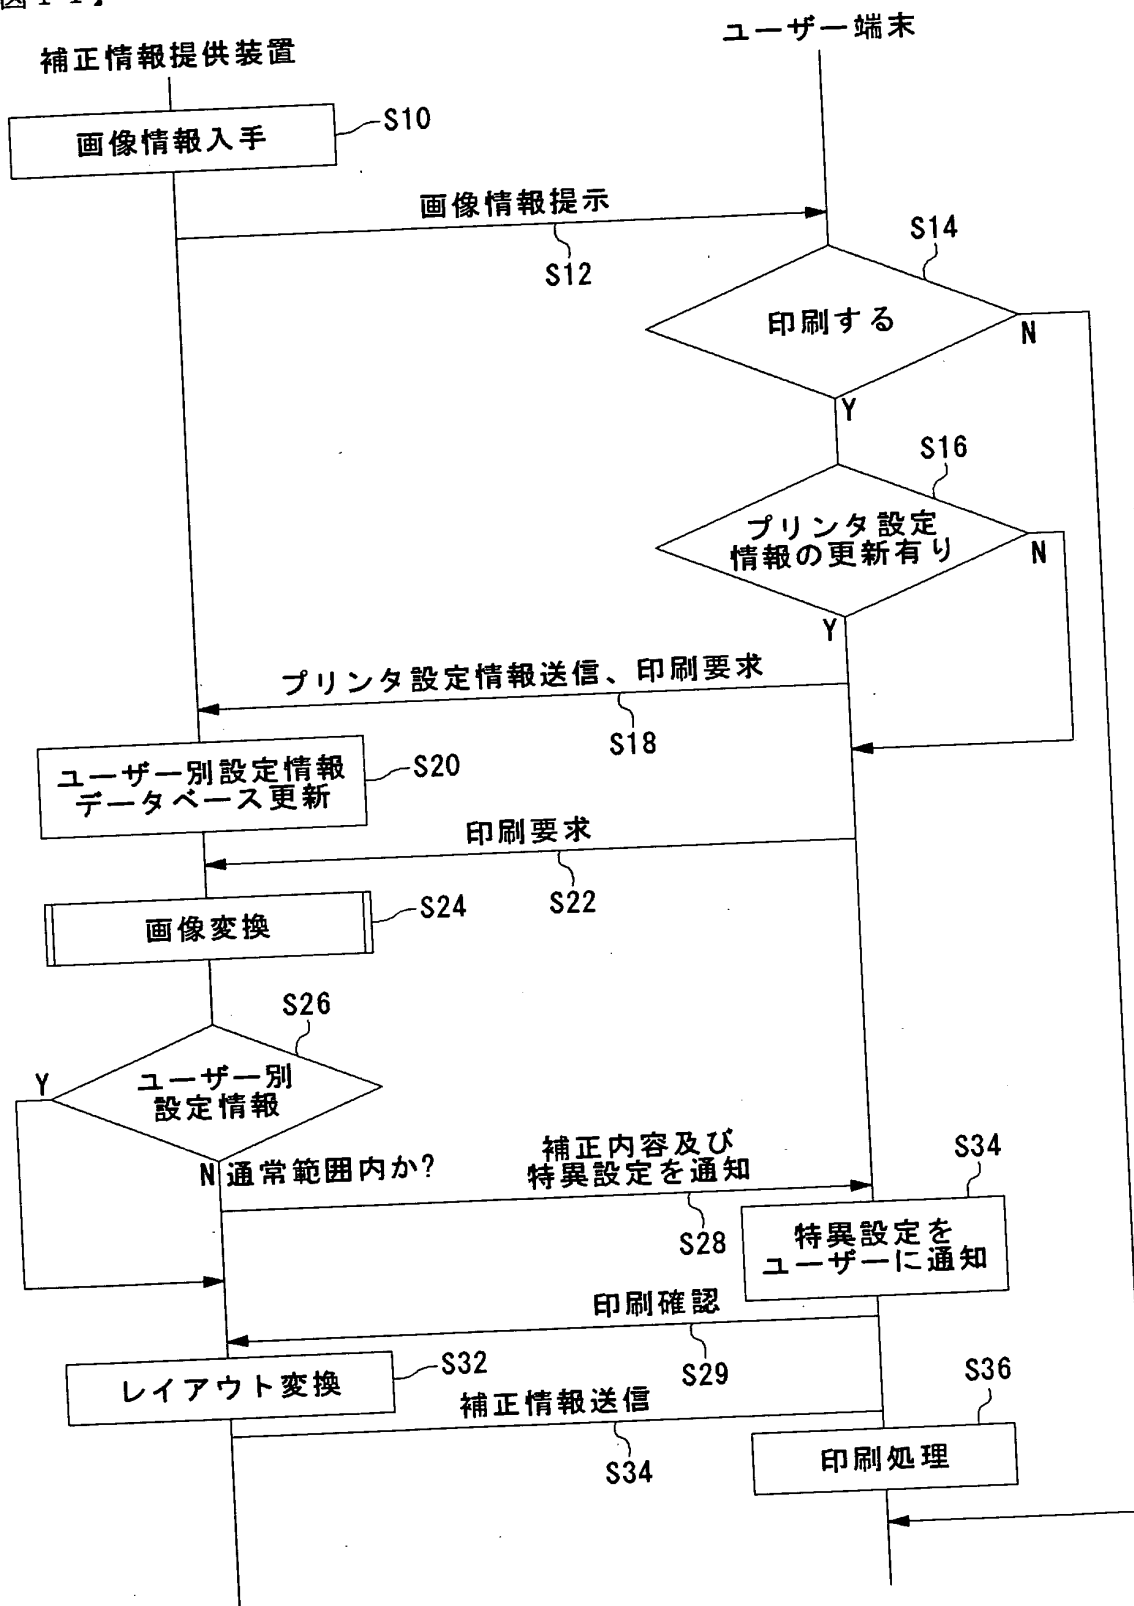 図11】
ユーザー端末
補正情報提供装置
画像情報入手
S10
画像情報提示
S12
S14
印刷する
N
Y
S16
プリンタ設定
情報の更新有り
N
Y
プリンタ設定情報送信、印刷要求
S18
ユーザー別設定情報
データベース更新
S20
印刷要求
S22
画像変換
S24
S26
ユーザー別
設定情報
Y
N
通常範囲内か?
補正内容及び
特異設定を通知
S28
S34
特異設定を
ユーザーに通知
印刷確認
S29
レイアウト変換
S32
補正情報送信
S34
S36
印刷処理